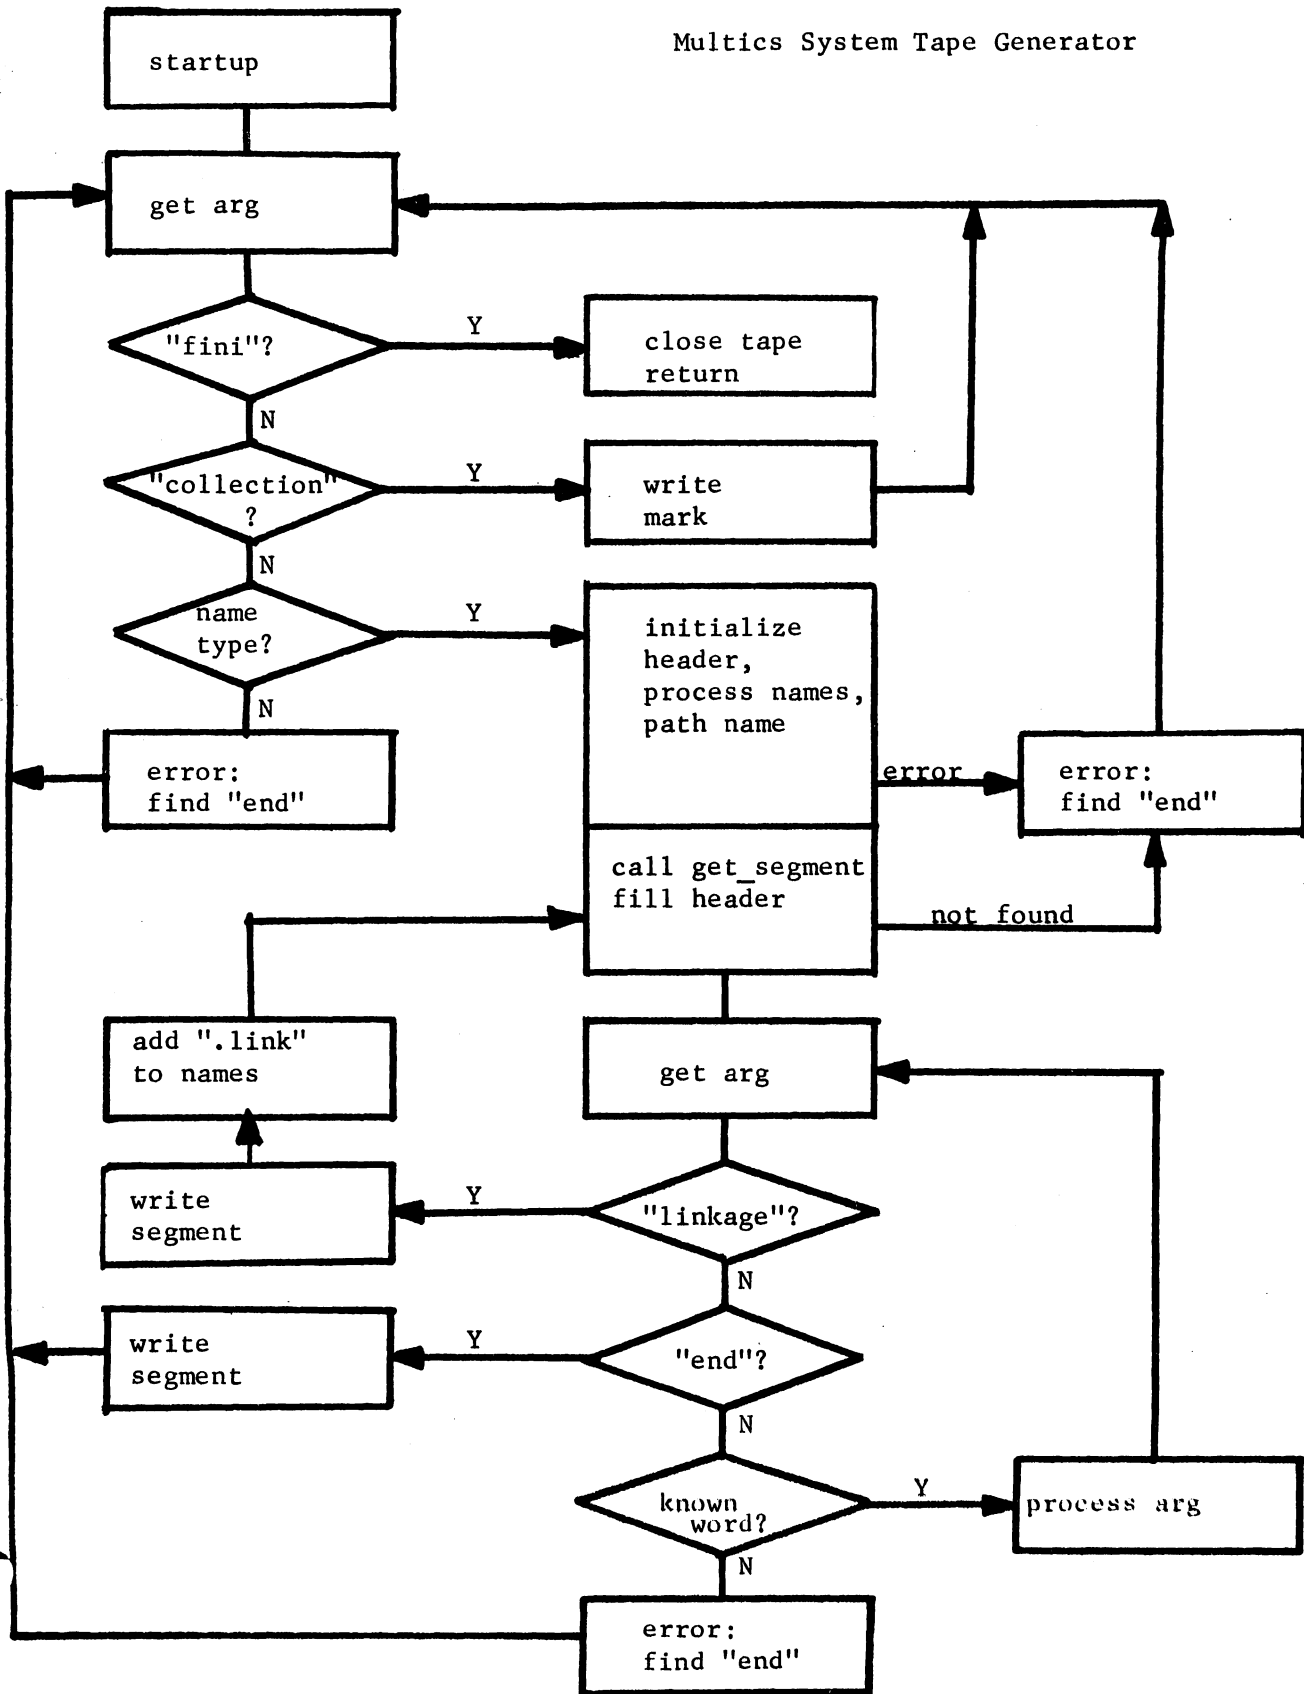 Multics System Tape Generator
startup
get arg
"fini"?
Y
close tape
return
N
"collection"
?
Y
write
mark
N
name
type?
Y
initialize
header,
process names,
path name
N
error:
find "end"
error
error:
find "end"
call get_segment
fill header
not found
add ".link"
to names
get arg
write
segment
Y
"linkage"?
N
write
segment
Y
"end"?
N
known
word?
Y
process arg
N
error:
find "end"